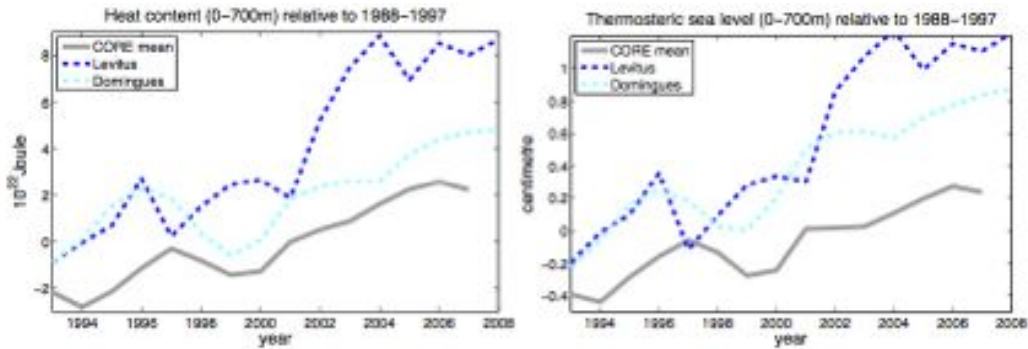 Heat content (0-700m) relative to 1988-1997
8
6
4
2
0
-2
10²²Joule
CORE mean
Levitus
Domingues
1994 1996 1998 2000 2002 2004 2006 2008
year
Thermosteric sea level (0-700m) relative to 1988-1997
1
0.8
0.6
0.4
0.2
0
-0.2
-0.4
centimetre
CORE mean
Levitus
Domingues
1994 1996 1998 2000 2002 2004 2006 2008
year